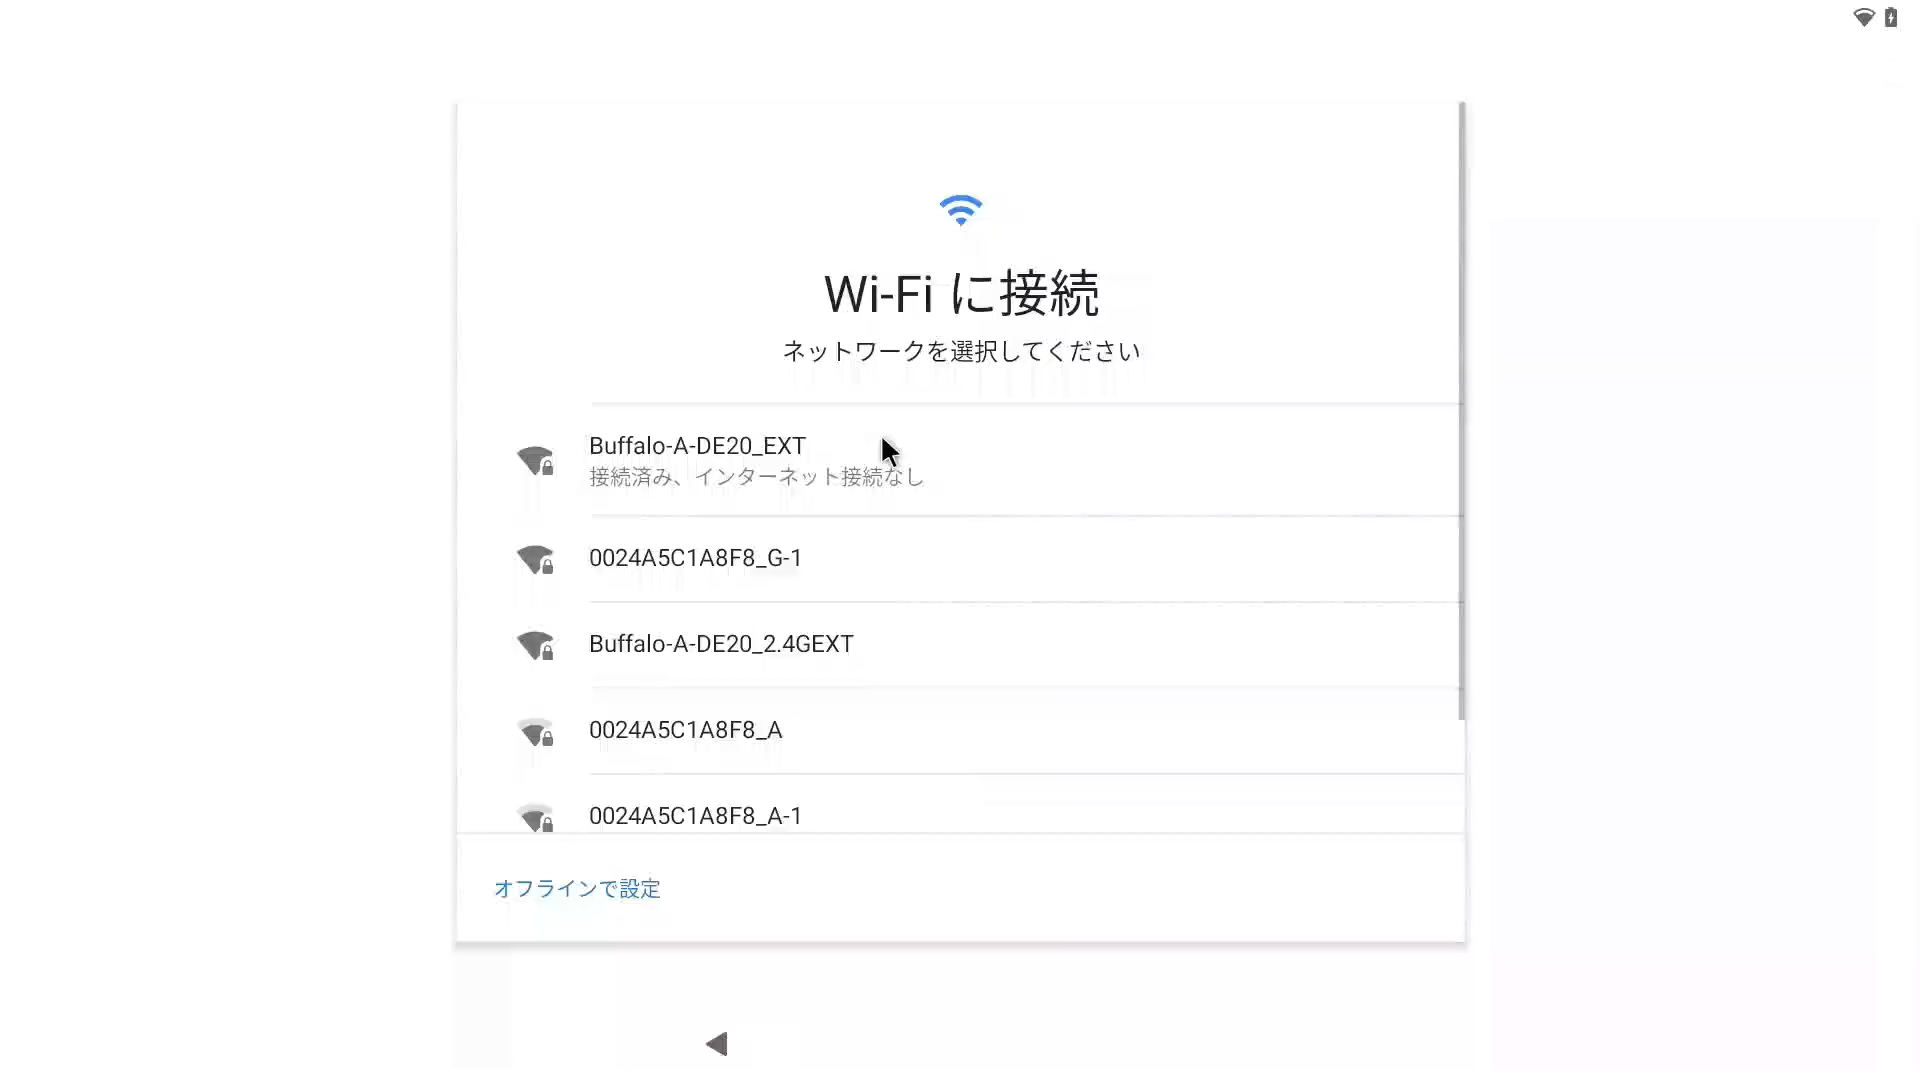 Wi-Fi に接続
ネットワークを選択してください
Buffalo-A-DE20_EXT
接続済み、インターネット接続なし
0024A5C1A8F8_G-1
Buffalo-A-DE20_2.4GEXT
0024A5C1A8F8_A
0024A5C1A8F8_A-1
オフラインで設定